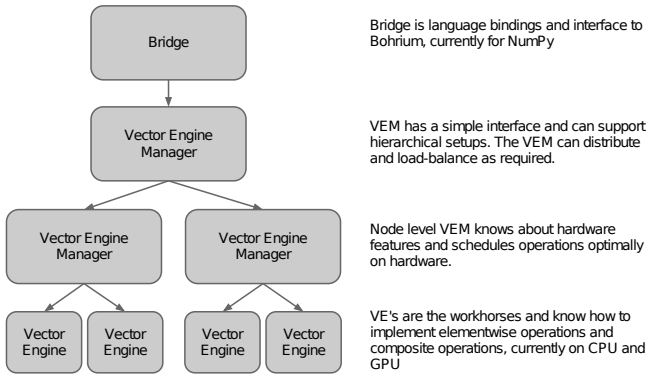 Bridge
Bridge is language bindings and interface to
Bohrium, currently for NumPy
Vector Engine
Manager
VEM has a simple interface and can support
hierarchical setups. The VEM can distribute
and load-balance as required.
Vector Engine
Manager
Vector Engine
Manager
Node level VEM knows about hardware
features and schedules operations optimally
on hardware.
Vector
Engine
Vector
Engine
Vector
Engine
Vector
Engine
VE's are the workhorses and know how to
implement elementwise operations and
composite operations, currently on CPU and
GPU